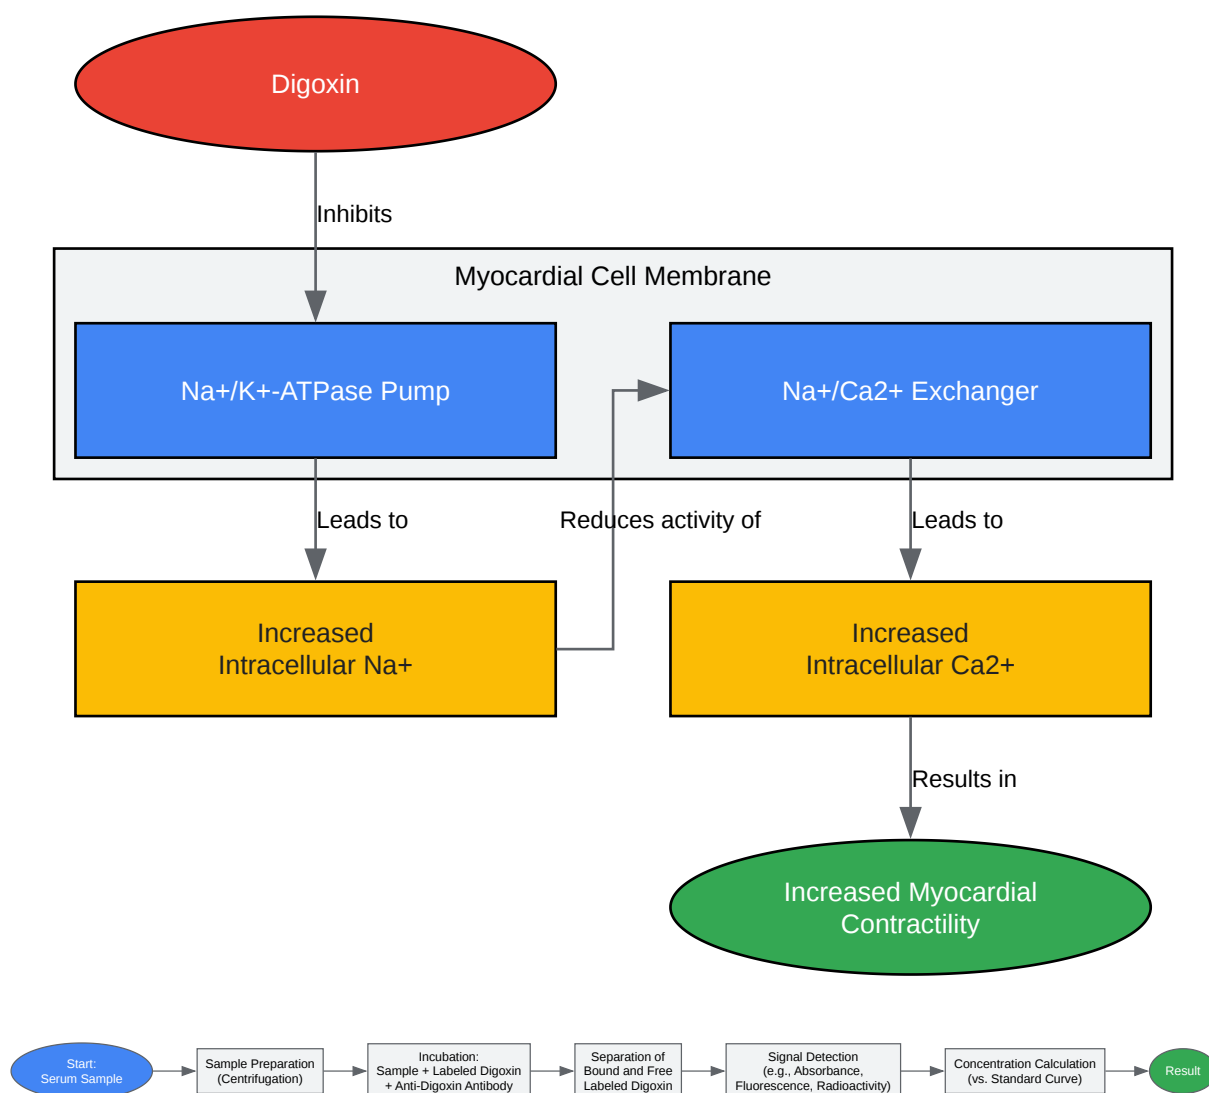 Digoxin
Inhibits
Myocardial Cell Membrane
Na+/K+-ATPase Pump
Na+/Ca2+ Exchanger
Leads to
Reduces activity of
Leads to
Increased
Intracellular Na+
Increased
Intracellular Ca2+
Results in
Increased Myocardial
Contractility
Start:
Serum Sample
Sample Preparation
(Centrifugation)
Incubation:
Sample + Labeled Digoxin
+ Anti-Digoxin Antibody
Separation of
Bound and Free
Labeled Digoxin
Signal Detection
(e.g., Absorbance,
Fluorescence, Radioactivity)
Concentration Calculation
(vs. Standard Curve)
Result